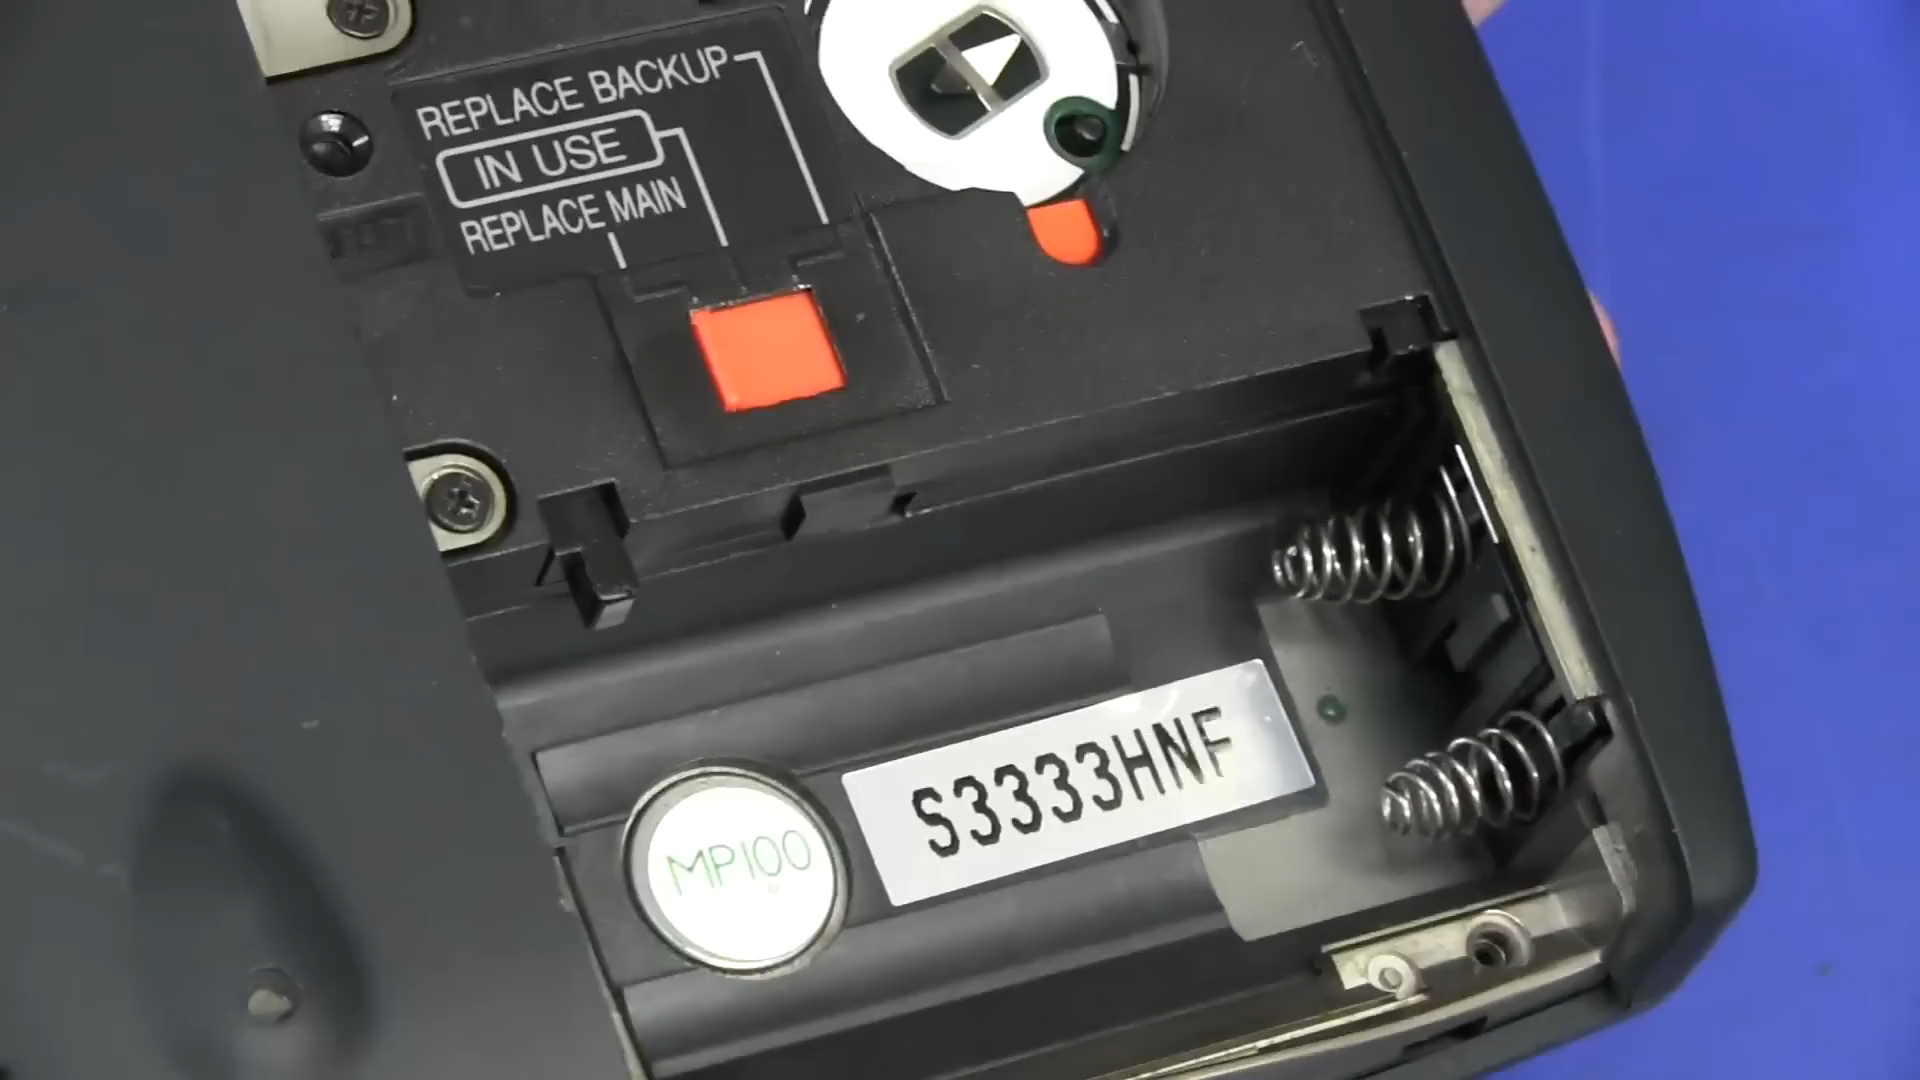 REPLACE BACKUP
IN USE
REPLACE MAIN
S3333HNF
MP100